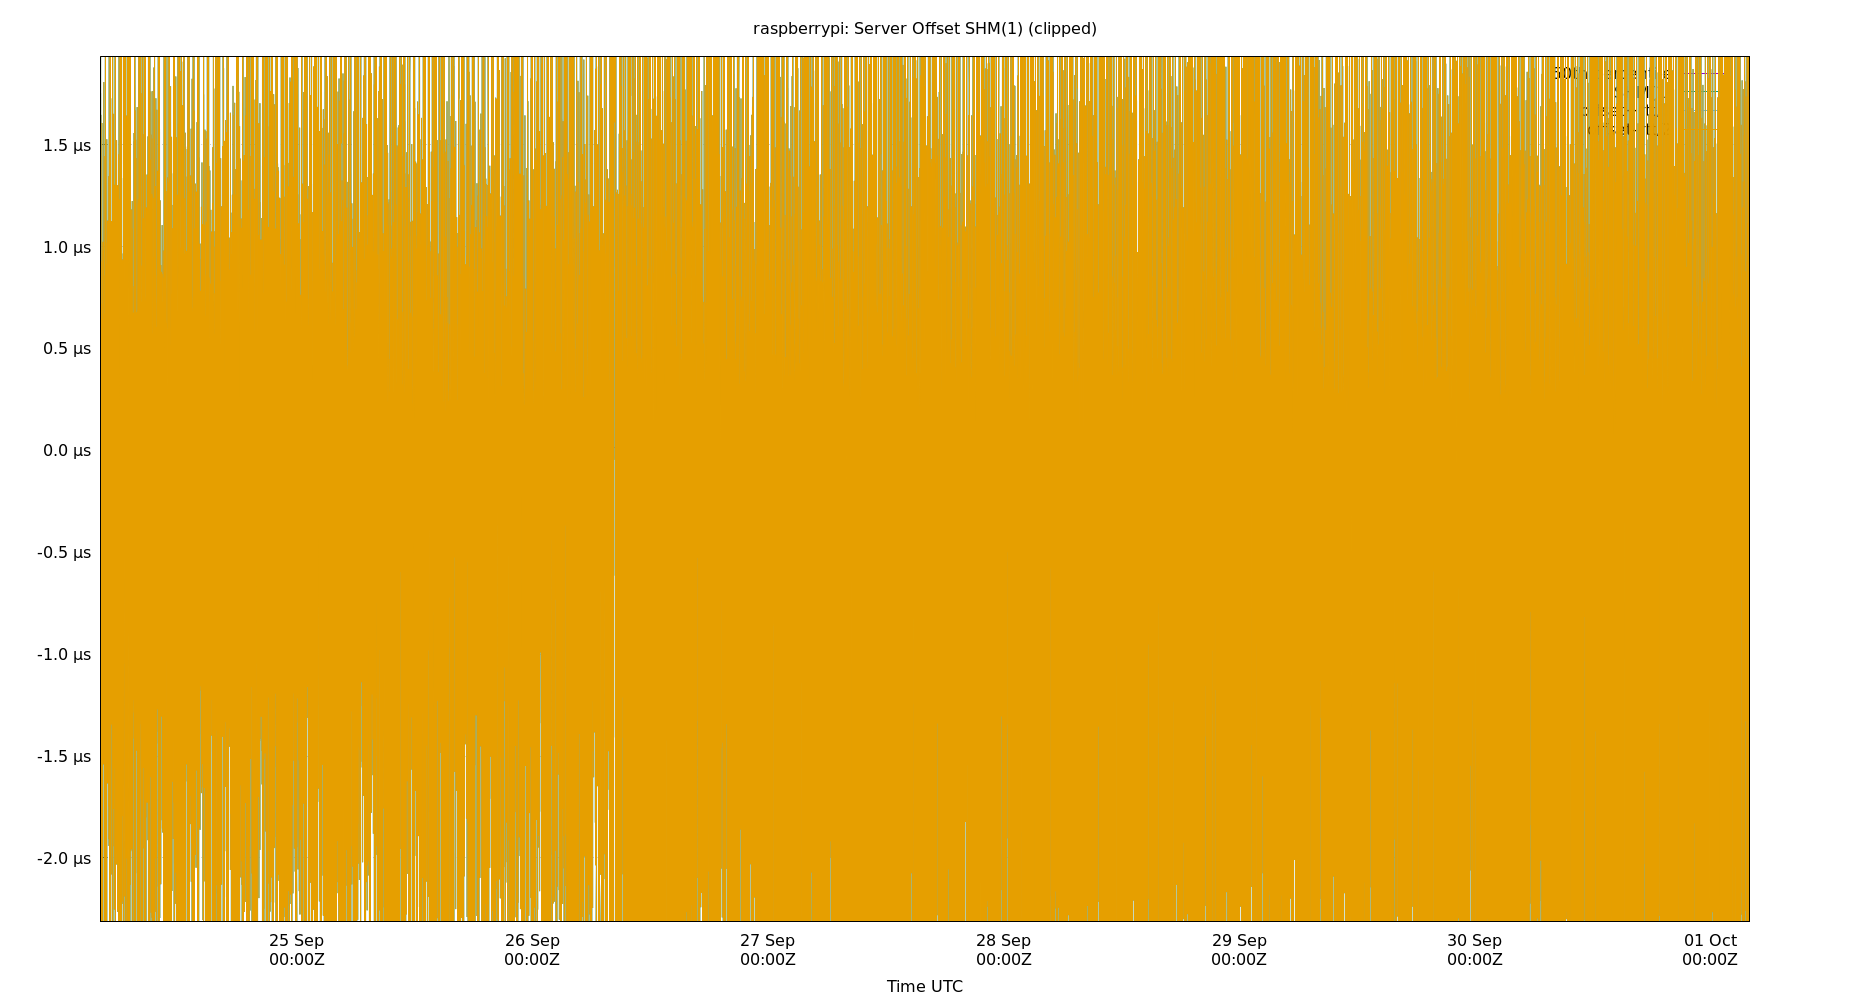 raspberrypi: Server Offset SHM(1) (clipped)
1.5 µs
1.0 µs
0.5 µs
0.0 µs
-0.5 µs
-1.0 µs
-1.5 µs
-2.0 µs
25 Sep 26 Sep 27 Sep 28 Sep 29 Sep 30 Sep 01 Oct
00:00Z 00:00Z 00:00Z 00:00Z 00:00Z 00:00Z 00:00Z
Time UTC